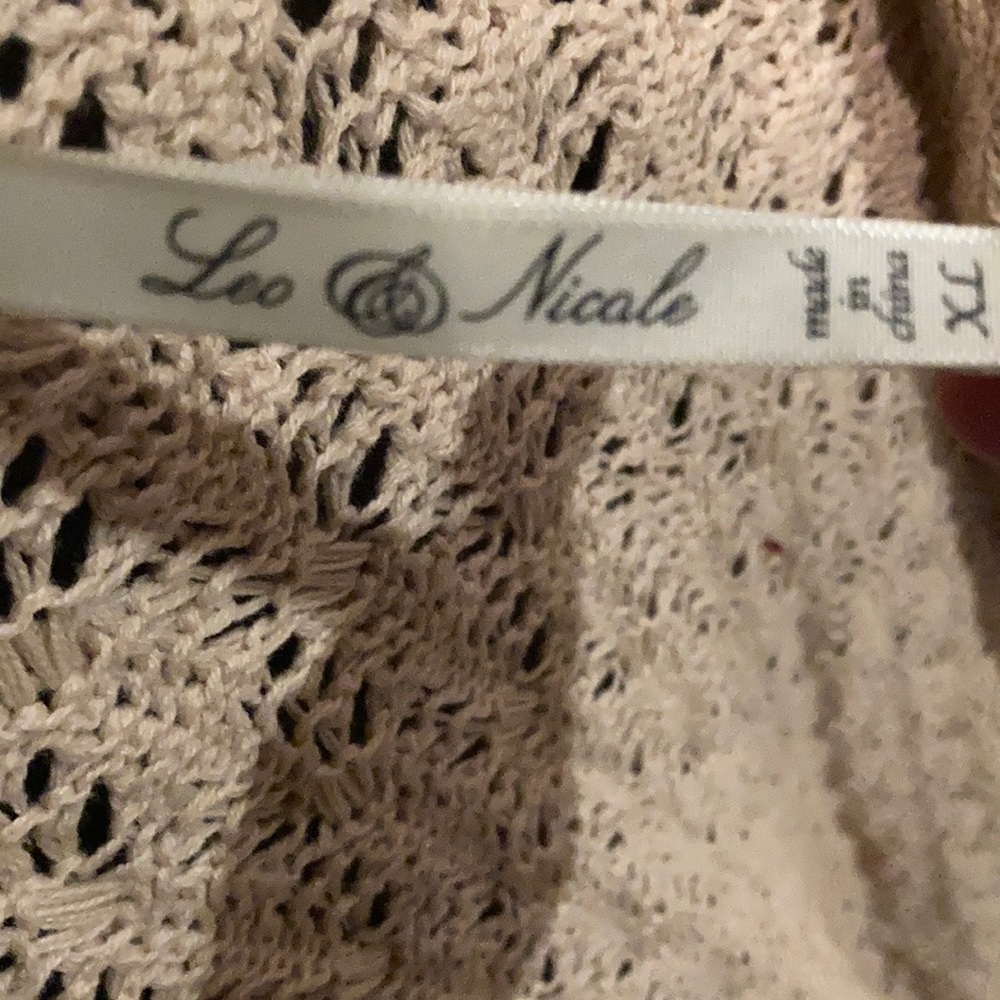 Leo & Nicole
made
in
china
XL